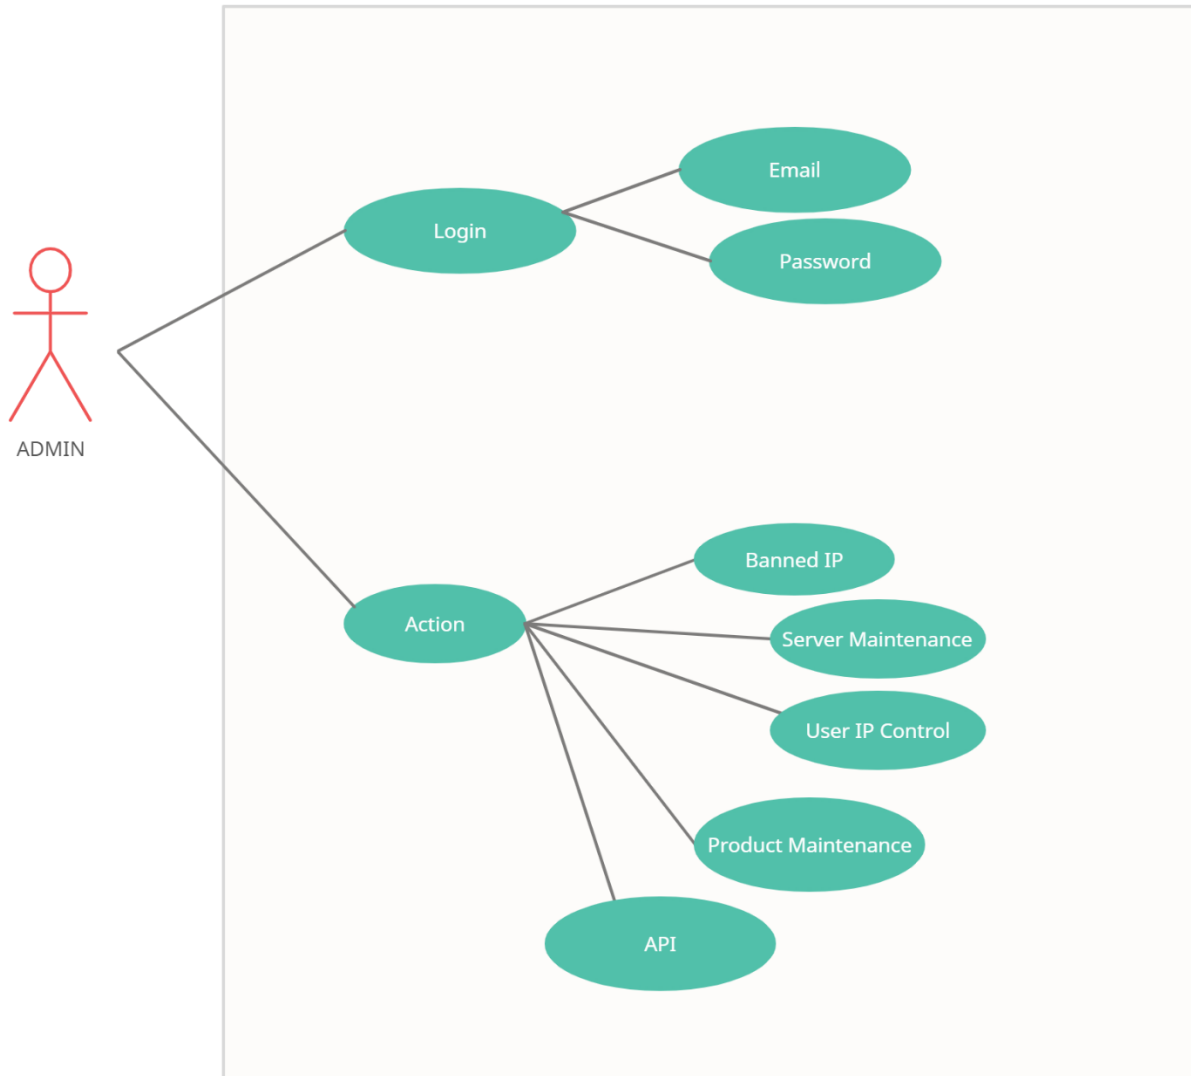 Email
Login
Password
ADMIN
Banned IP
Action
Server Maintenance
User IP Control
Product Maintenance
API